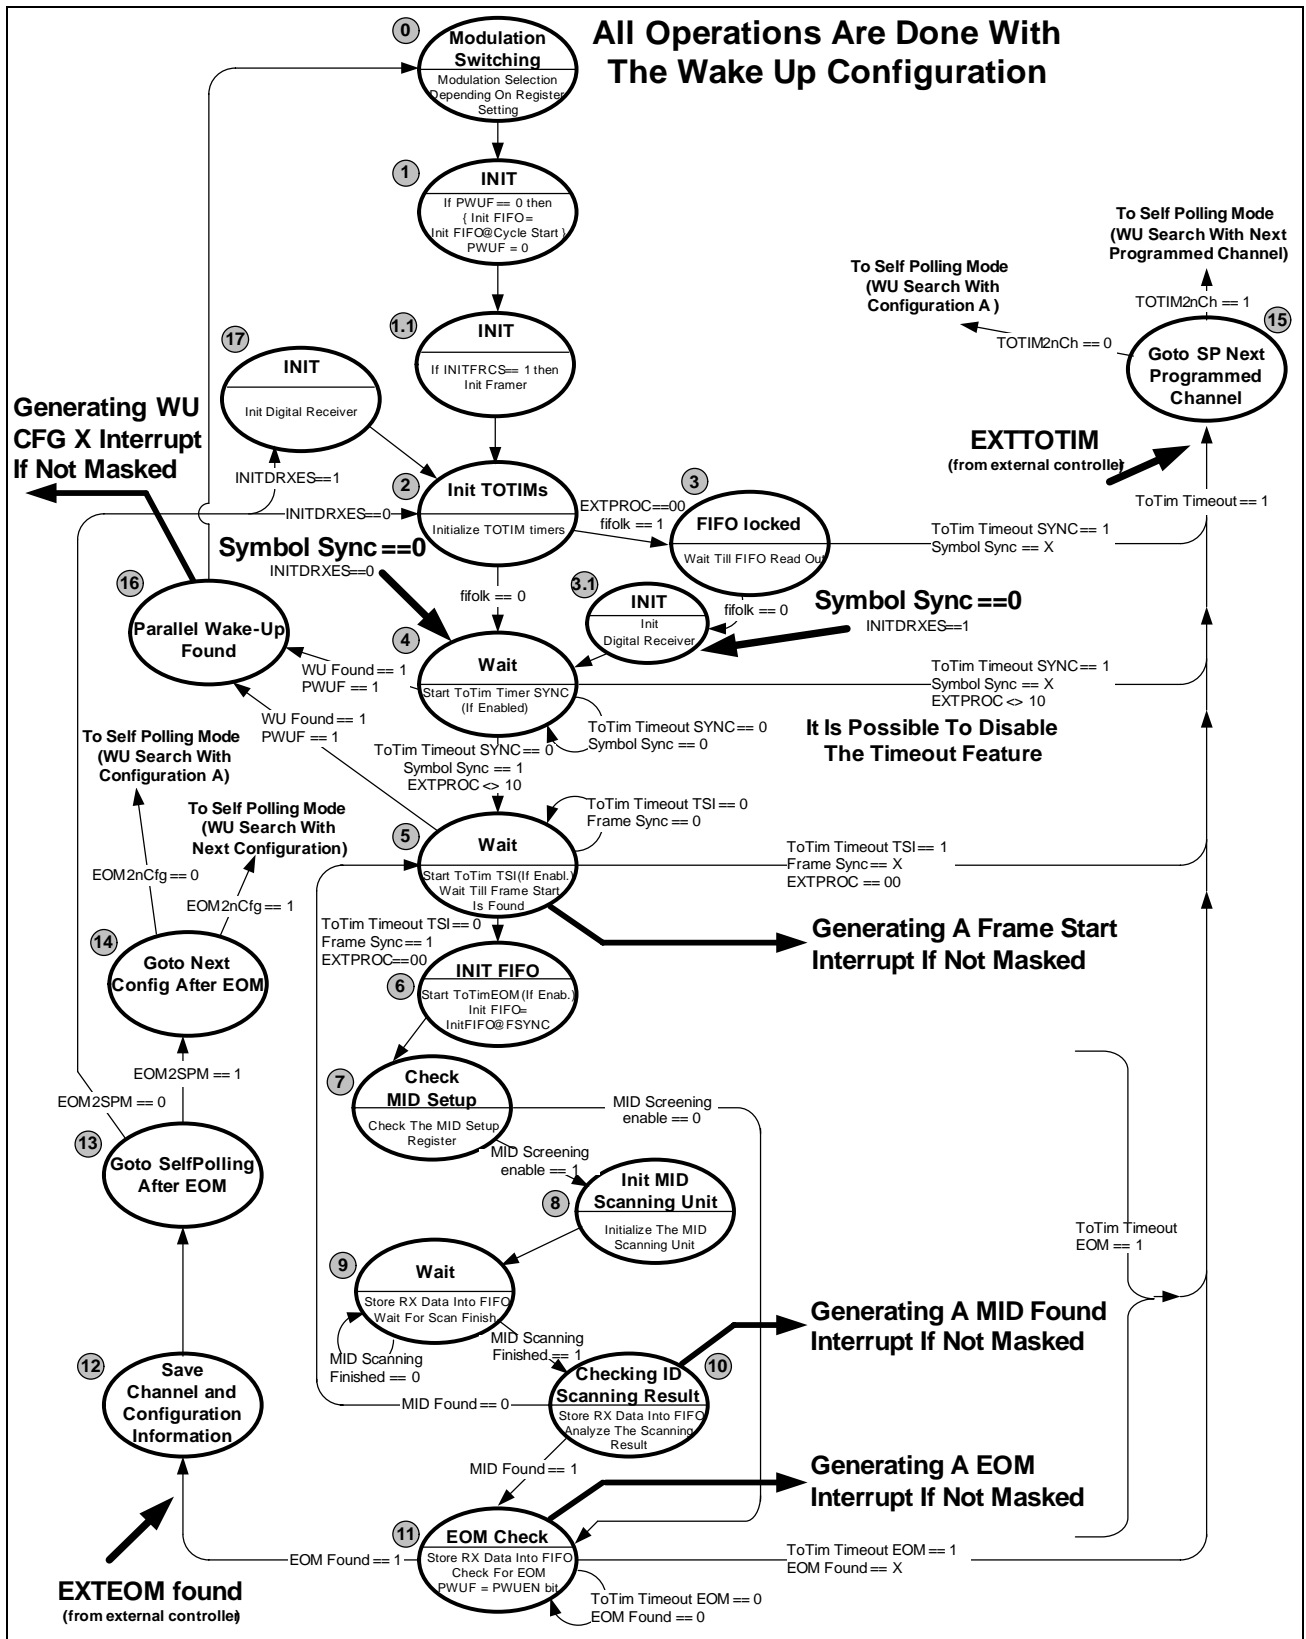 All Operations Are Done With
The Wake Up Configuration
0
Modulation
Switching
Modulation Selection
Depending On Register
Setting
1
INIT
If PWUF == 0 then
{ Init FIFO =
Init FIFO@Cycle Start }
PWUF = 0
To Self Polling Mode
(WU Search With Next
Programmed Channel)
To Self Polling Mode
(WU Search With
Configuration A )
TOTIM2nCh == 1
TOTIM2nCh == 0
15
Goto SP Next
Programmed
Channel
1.1
INIT
If INITFRCS== 1 then
Init Framer
17
INIT
Init Digital Receiver
Generating WU
CFG X Interrupt
If Not Masked
INITDRXES==1
INITDRXES==0
EXTTOTIM
(from external controller)
ToTim Timeout == 1
2
Init TOTIMs
Initialize TOTIM timers
EXTPROC==00
fifolk == 1
3
FIFO locked
Wait Till FIFO Read Out
ToTim Timeout SYNC== 1
Symbol Sync == X
Symbol Sync ==0
INITDRXES==0
fifolk == 0
3.1
INIT
Init
Digital Receiver
fifolk == 0
Symbol Sync ==0
INITDRXES==1
16
Parallel Wake-Up
Found
WU Found == 1
PWUF == 1
4
Wait
Start ToTim Timer SYNC
(If Enabled)
ToTim Timeout SYNC== 1
Symbol Sync == X
EXTPROC <> 10
ToTim Timeout SYNC== 0
Symbol Sync == 0
It Is Possible To Disable
The Timeout Feature
WU Found == 1
PWUF == 1
ToTim Timeout SYNC== 0
Symbol Sync == 1
EXTPROC <> 10
To Self Polling Mode
(WU Search With
Configuration A)
To Self Polling Mode
(WU Search With
Next Configuration)
ToTim Timeout TSI == 0
Frame Sync == 0
5
Wait
Start ToTim TSI(If Enabl.)
Wait Till Frame Start
Is Found
ToTim Timeout TSI == 1
Frame Sync == X
EXTPROC == 00
EOM2nCfg == 0
EOM2nCfg == 1
ToTim Timeout TSI == 0
Frame Sync == 1
EXTPROC==00
Generating A Frame Start
Interrupt If Not Masked
14
Goto Next
Config After EOM
6
INIT FIFO
Start ToTimEOM(If Enab.)
Init FIFO=
InitFIFO@FSYNC
EOM2SPM == 1
EOM2SPM == 0
7
Check
MID Setup
Check The MID Setup
Register
MID Screening
enable == 0
MID Screening
enable == 1
13
Goto SelfPolling
After EOM
8
Init MID
Scanning Unit
Initialize The MID
Scanning Unit
ToTim Timeout
EOM == 1
9
Wait
Store RX Data Into FIFO
Wait For Scan Finish
MID Scanning
Finished == 0
MID Scanning
Finished == 1
Generating A MID Found
Interrupt If Not Masked
12
Save
Channel and
Configuration
Information
10
Checking ID
Scanning Result
Store RX Data Into FIFO
Analyze The Scanning
Result
MID Found == 0
MID Found == 1
Generating A EOM
Interrupt If Not Masked
11
EOM Check
Store RX Data Into FIFO
Check For EOM
PWUF = PWUEN bit
EOM Found == 1
ToTim Timeout EOM == 1
EOM Found == X
ToTim Timeout EOM == 0
EOM Found == 0
EXTEOM found
(from external controller)